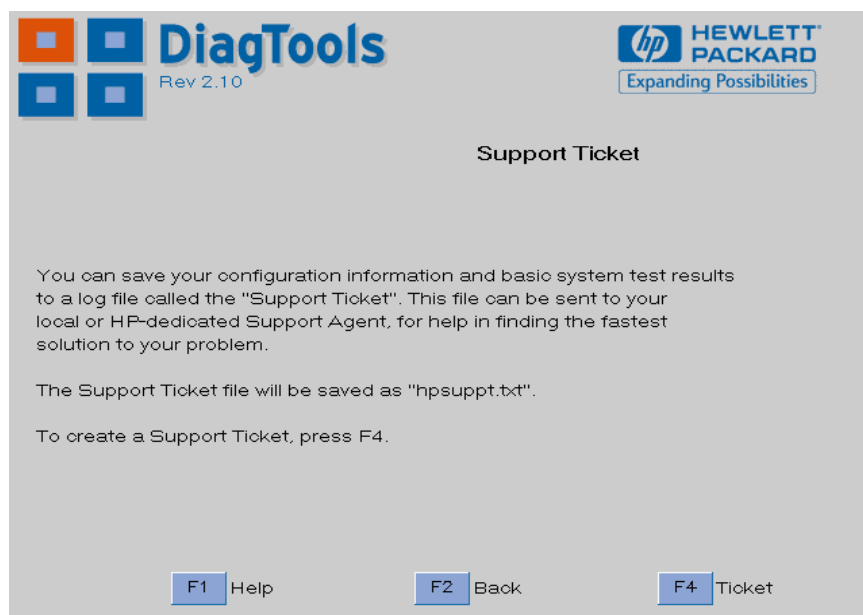 DiagTools
Rev 2.10
hp HEWLETT
PACKARD
Expanding Possibilities
Support Ticket
You can save your configuration information and basic system test results
to a log file called the "Support Ticket". This file can be sent to your
local or HP-dedicated Support Agent, for help in finding the fastest
solution to your problem.
The Support Ticket file will be saved as "hpsuppt.txt".
To create a Support Ticket, press F4.
F1 Help F2 Back F4 Ticket